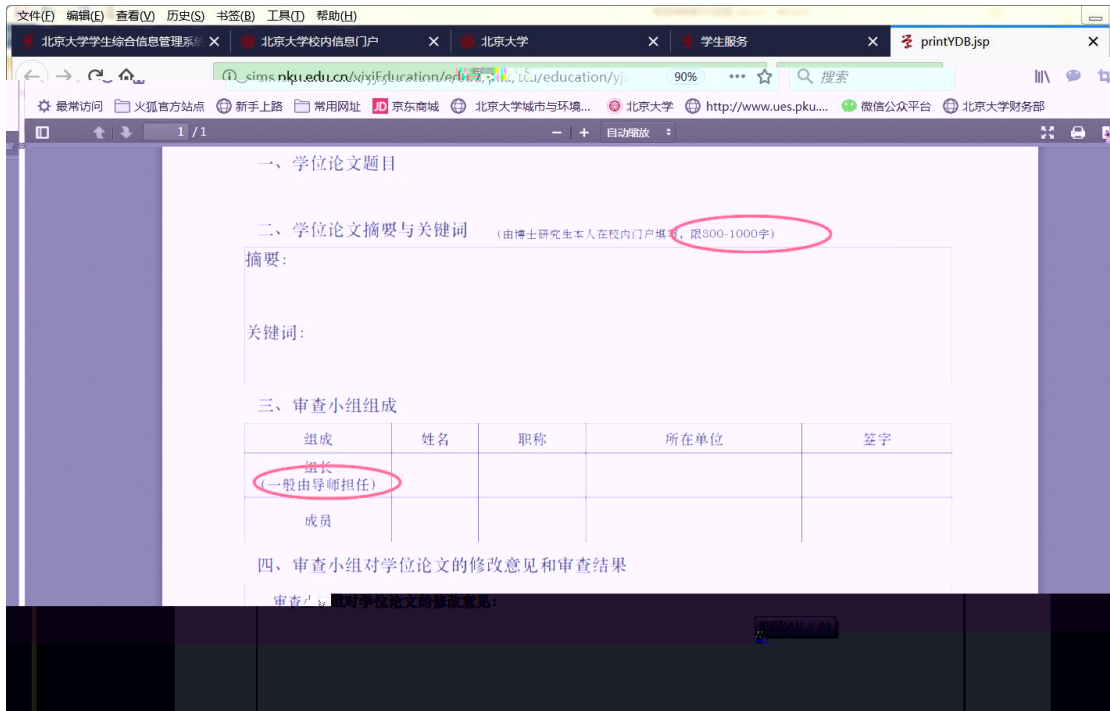 文件(F) 编辑(E) 查看(V) 历史(S) 书签(B) 工具(T) 帮助(H)
北京大学学生综合信息管理系统 北京大学校内信息门户 北京大学 学生服务 printYDB.jsp
90% 搜索
最常访问 火狐官方站点 新手上路 常用网址 JD 京东商城 北京大学城市与环境... 北京大学 http://www.ues.pku.... 微信公众平台 北京大学财务部
1 / 1 自动缩放
一、学位论文题目
二、学位论文摘要与关键词 (由博士研究生本人在校内门户填写，限800-1000字)
摘要:
关键词:
三、审查小组组成
组成 姓名 职称 所在单位 签字
组长
(一般由导师担任)
成员
四、审查小组对学位论文的修改意见和审查结果
审查小组对学位论文的修改意见: